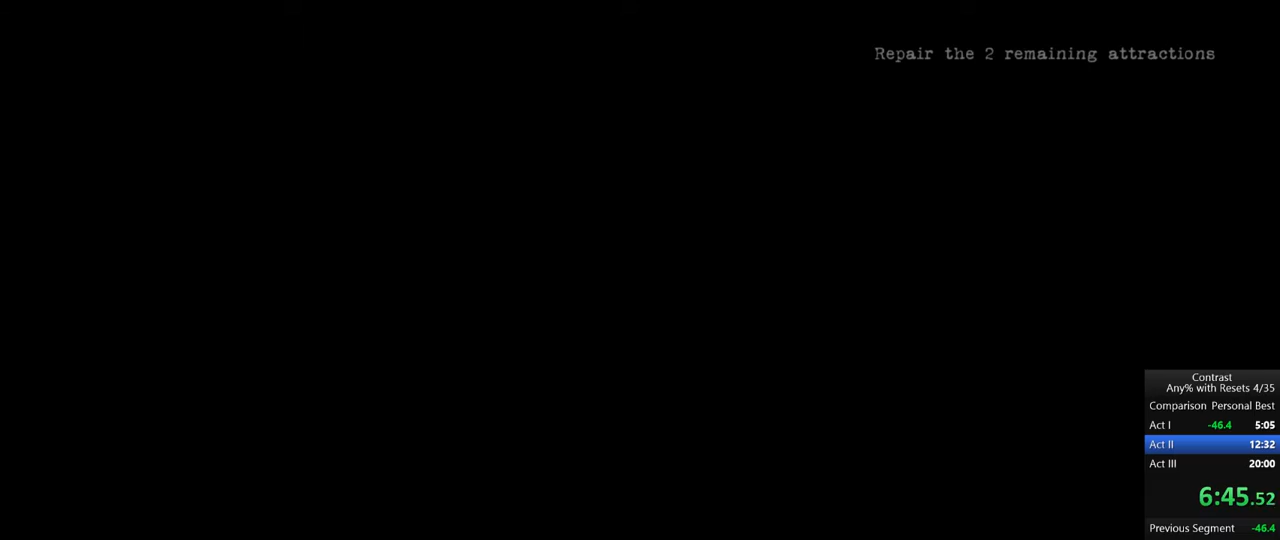 Repair the 2 remaining attractions
Contrast
Any% with Resets 4/35
Comparison Personal Best
Act I -46.4 5:05
Act II 12:32
Act III 20:00
6:45.52
Previous Segment -46.4